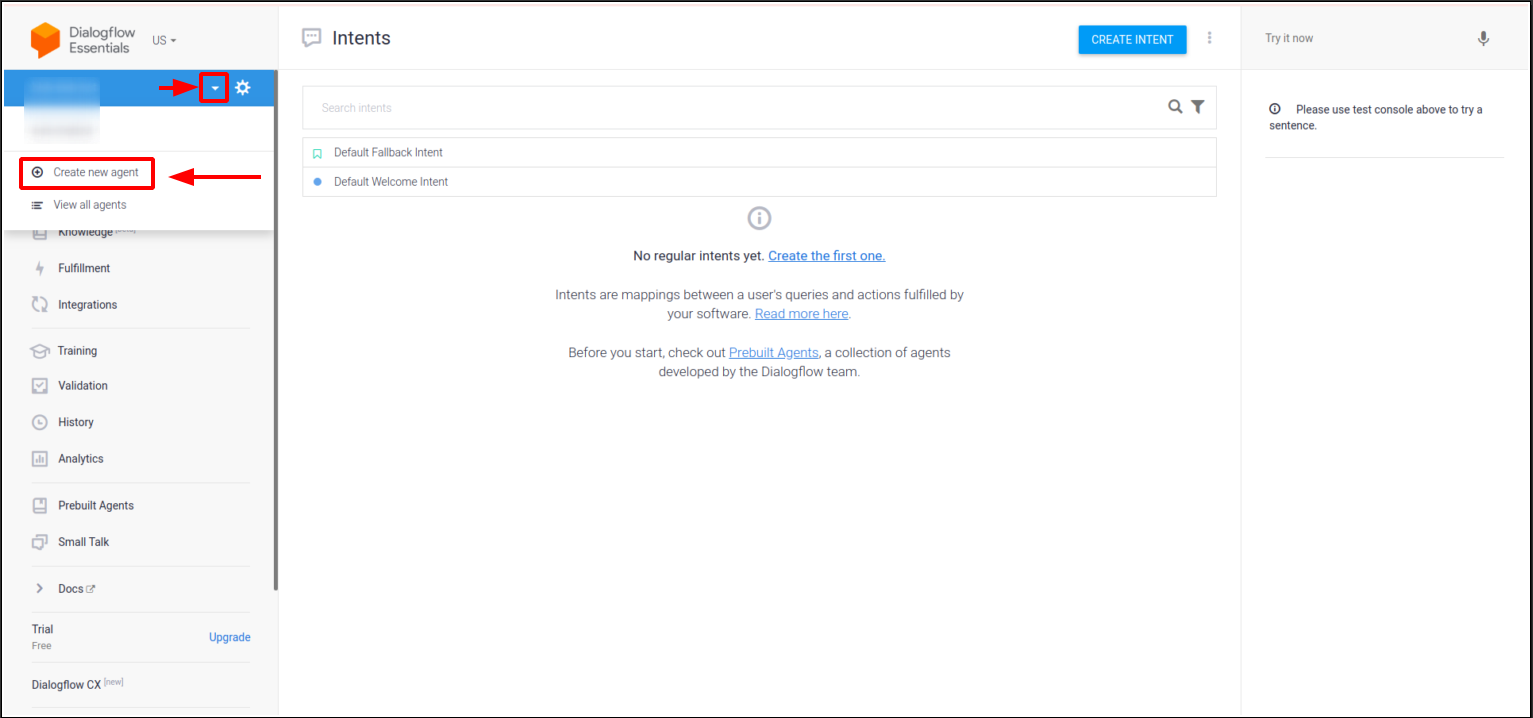 Dialogflow
Essentials
US
Create new agent
View all agents
Knowledge [beta]
Fulfillment
Integrations
Training
Validation
History
Analytics
Prebuilt Agents
Small Talk
Docs
Trial
Free
Upgrade
Dialogflow CX [new]
Intents
CREATE INTENT
Search intents
Default Fallback Intent
Default Welcome Intent
No regular intents yet. Create the first one.
Intents are mappings between a user's queries and actions fulfilled by
your software. Read more here.
Before you start, check out Prebuilt Agents, a collection of agents
developed by the Dialogflow team.
Try it now
Please use test console above to try a
sentence.